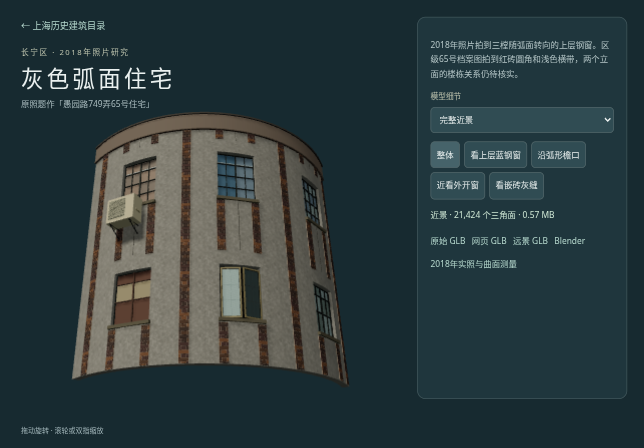 ← 上海历史建筑目录
长宁区 · 2018年照片研究
灰色弧面住宅
原照题作「愚园路749弄65号住宅」
2018年照片拍到三樘随弧面转向的上层钢窗。区
级65号档案图拍到红砖圆角和浅色横带，两个立
面的楼栋关系仍待核实。
模型细节
完整近景
整体 看上层蓝钢窗 沿弧形檐口
近看外开窗 看嵌砖灰缝
近景 · 21,424 个三角面 · 0.57 MB
原始 GLB 网页 GLB 远景 GLB Blender
2018年实照与曲面测量
拖动旋转 · 滚轮或双指缩放